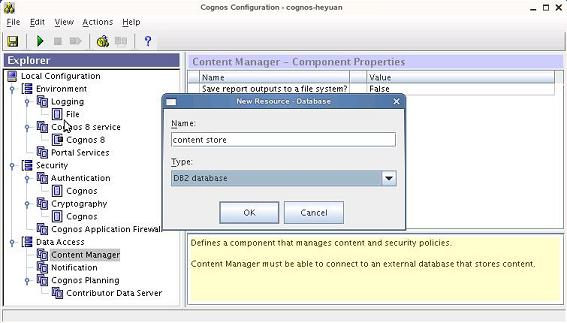 Cognos Configuration - cognos-heyuan
File Edit View Actions Help
Explorer
Local Configuration
Environment
Logging
File
Cognos 8 service
Cognos 8
Portal Services
Security
Authentication
Cognos
Cryptography
Cognos
Cognos Application Firewall
Data Access
Content Manager
Notification
Cognos Planning
Contributor Data Server
Content Manager – Component Properties
Name Value
Save report outputs to a file system? False
New Resource - Database
Name:
content store
Type:
DB2 database
OK Cancel
Defines a component that manages content and security policies.
Content Manager must be able to connect to an external database that stores content.